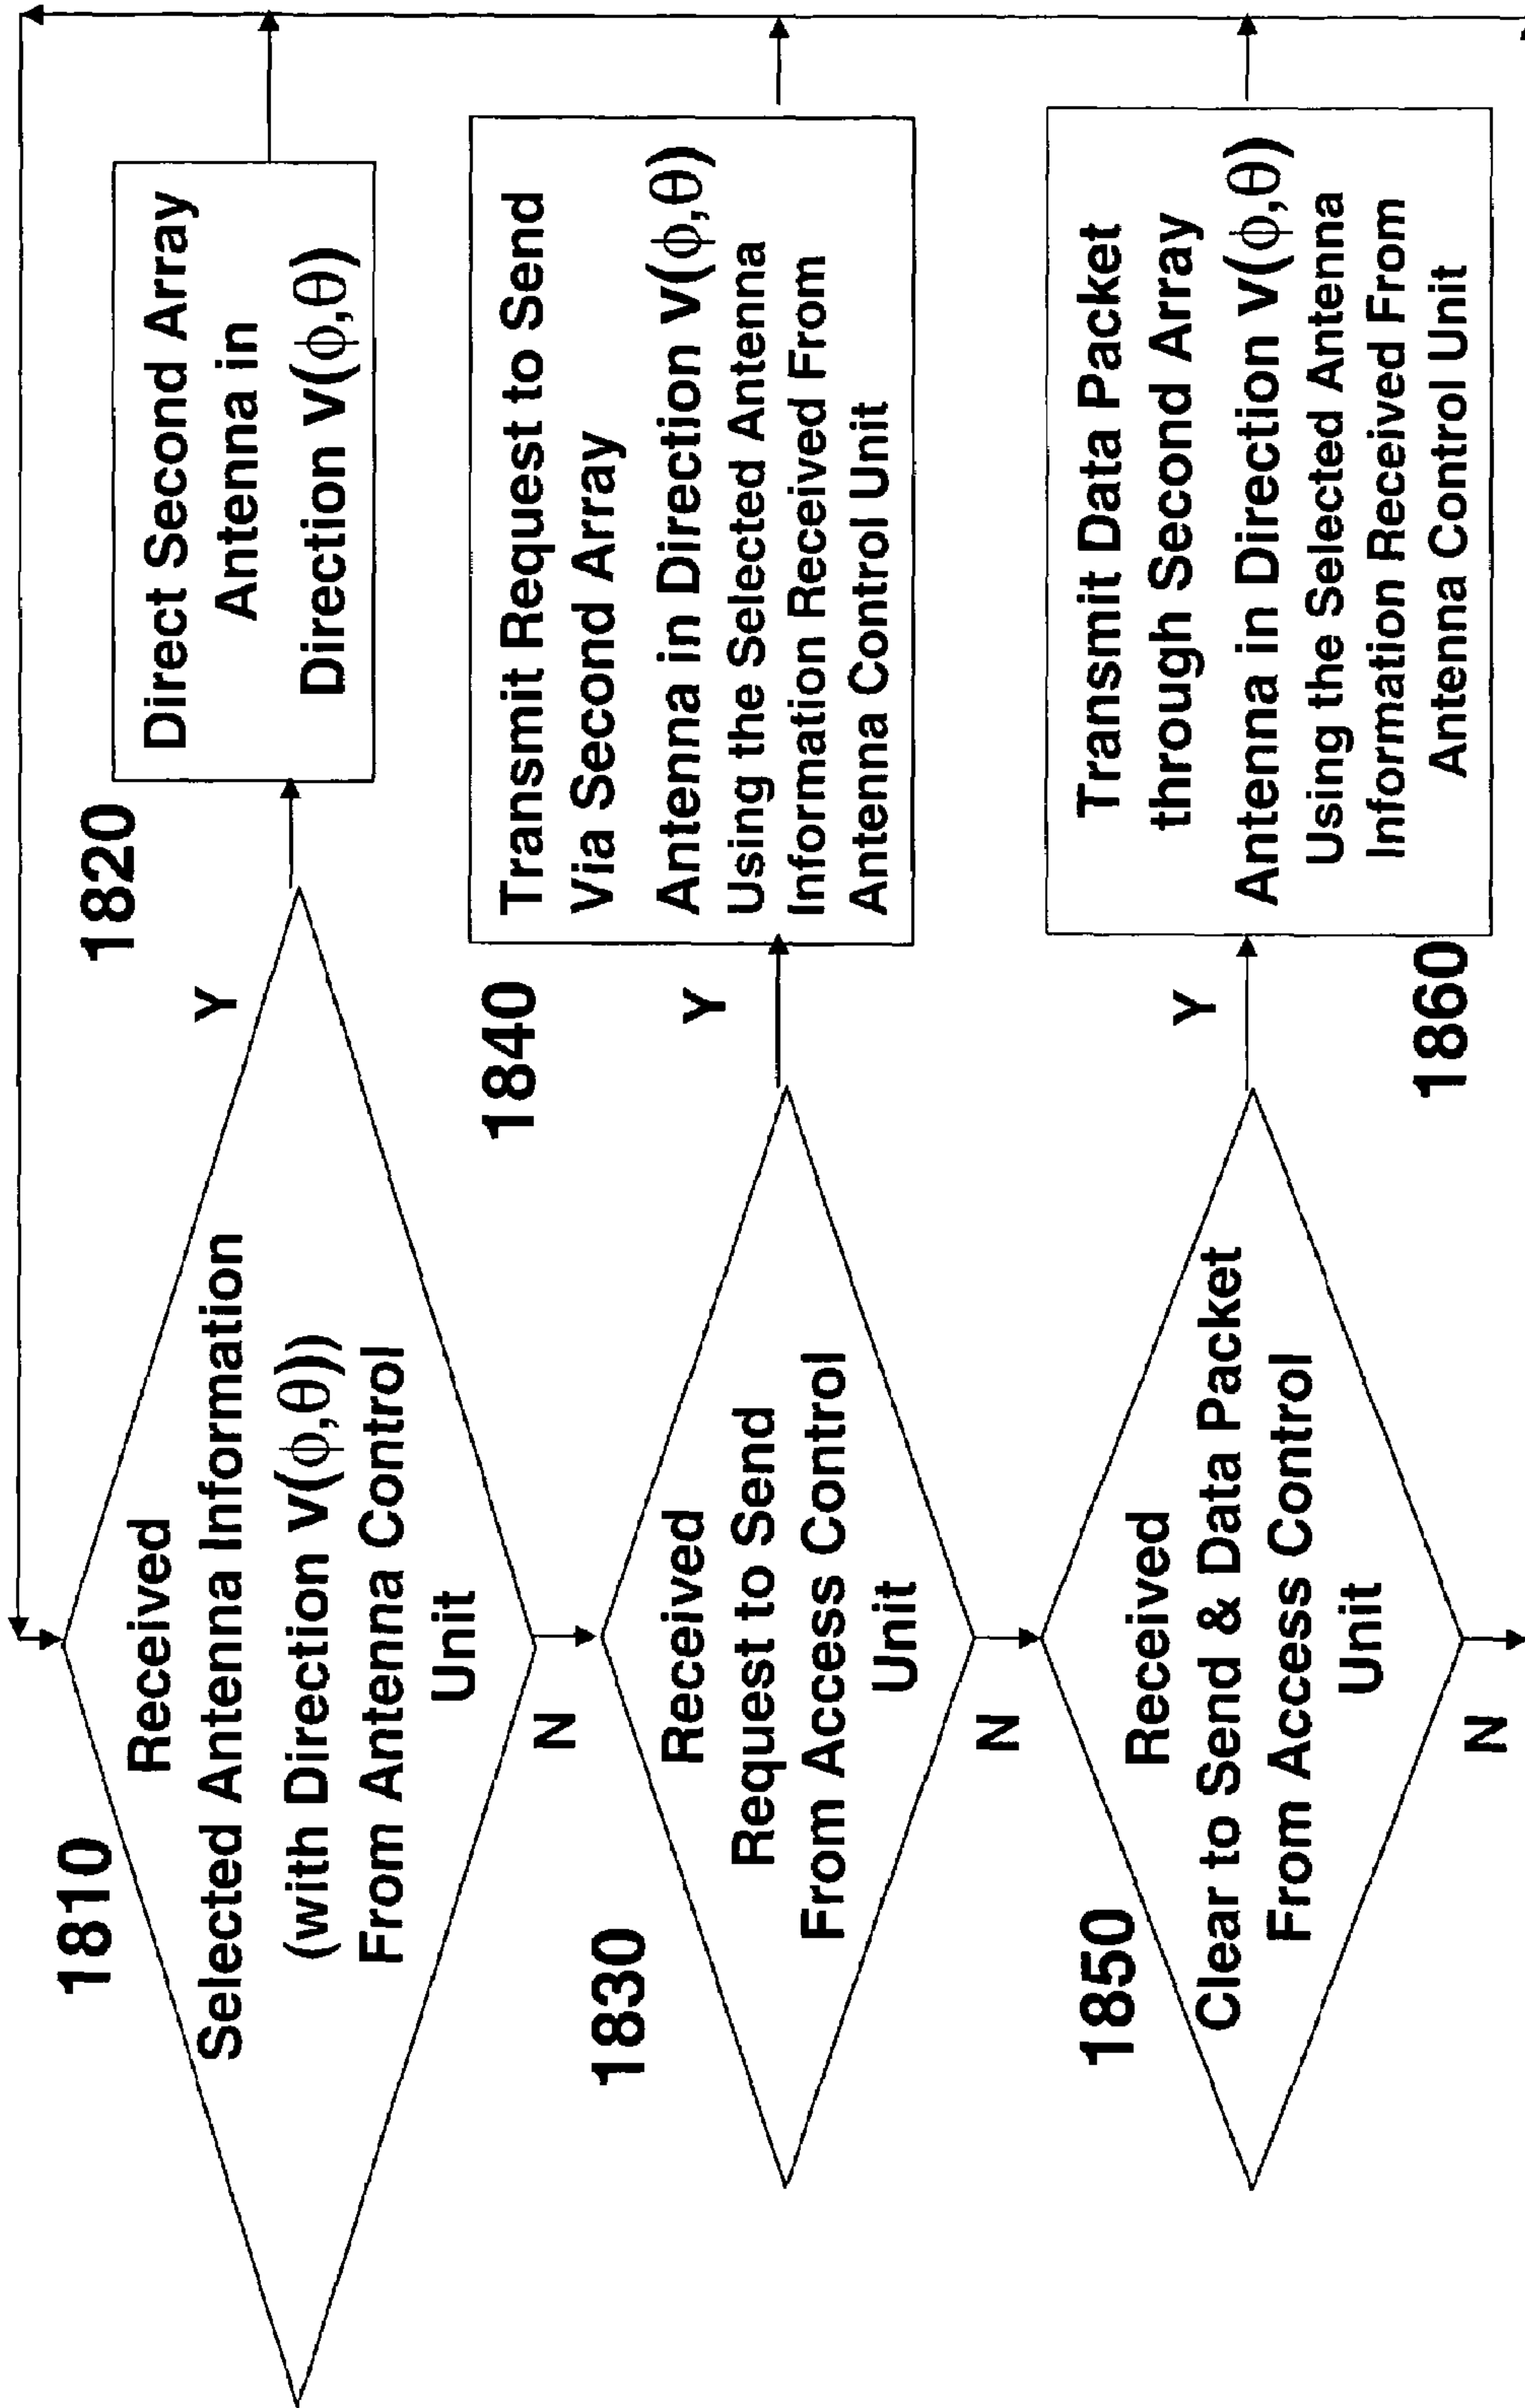 1810
Received
Selected Antenna Information
(with Direction V(ϕ,θ))
From Antenna Control
Unit
Y
N
1820
Direct Second Array
Antenna in
Direction V(ϕ,θ)
1830
Received
Request to Send
From Access Control
Unit
Y
N
1840
Transmit Request to Send
Via Second Array
Antenna in Direction V(ϕ,θ)
Using the Selected Antenna
Information Received From
Antenna Control Unit
1850
Received
Clear to Send & Data Packet
From Access Control
Unit
Y
N
1860
Transmit Data Packet
through Second Array
Antenna in Direction V(ϕ,θ)
Using the Selected Antenna
Information Received From
Antenna Control Unit